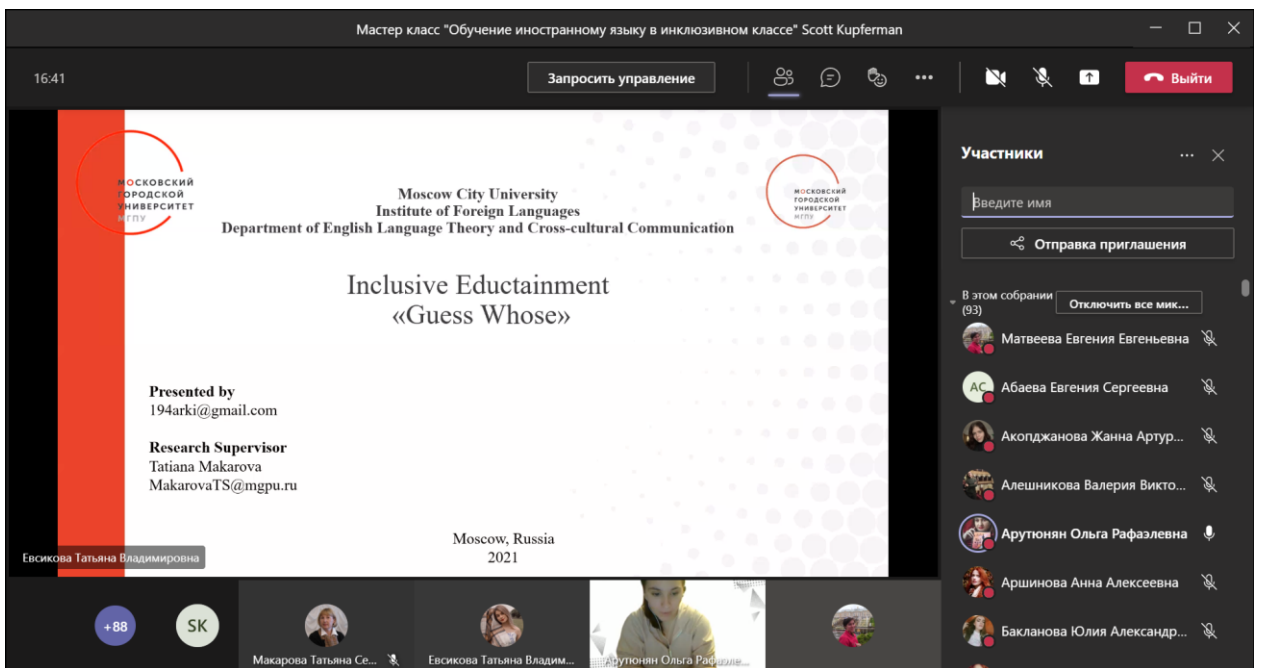 Мастер класс "Обучение иностранному языку в инклюзивном классе" Scott Kupferman
16:41
Запросить управление
Выйти
МОСКОВСКИЙ
ГОРОДСКОЙ
УНИВЕРСИТЕТ
МГПУ
МОСКОВСКИЙ
ГОРОДСКОЙ
УНИВЕРСИТЕТ
МГПУ
Moscow City University
Institute of Foreign Languages
Department of English Language Theory and Cross-cultural Communication
Inclusive Eductainment
«Guess Whose»
Presented by
194arki@gmail.com
Research Supervisor
Tatiana Makarova
MakarovaTS@mgpu.ru
Moscow, Russia
2021
Евсикова Татьяна Владимировна
+88
SK
Макарова Татьяна Се...
Евсикова Татьяна Владим...
Арутюнян Ольга Рафаэле...
Участники
Введите имя
Отправка приглашения
В этом собрании
(93)
Отключить все мик...
Матвеева Евгения Евгеньевна
АС
Абаева Евгения Сергеевна
Акопджанова Жанна Артур...
Алешникова Валерия Викто...
Арутюнян Ольга Рафаэлевна
Аршинова Анна Алексеевна
Бакланова Юлия Александр...